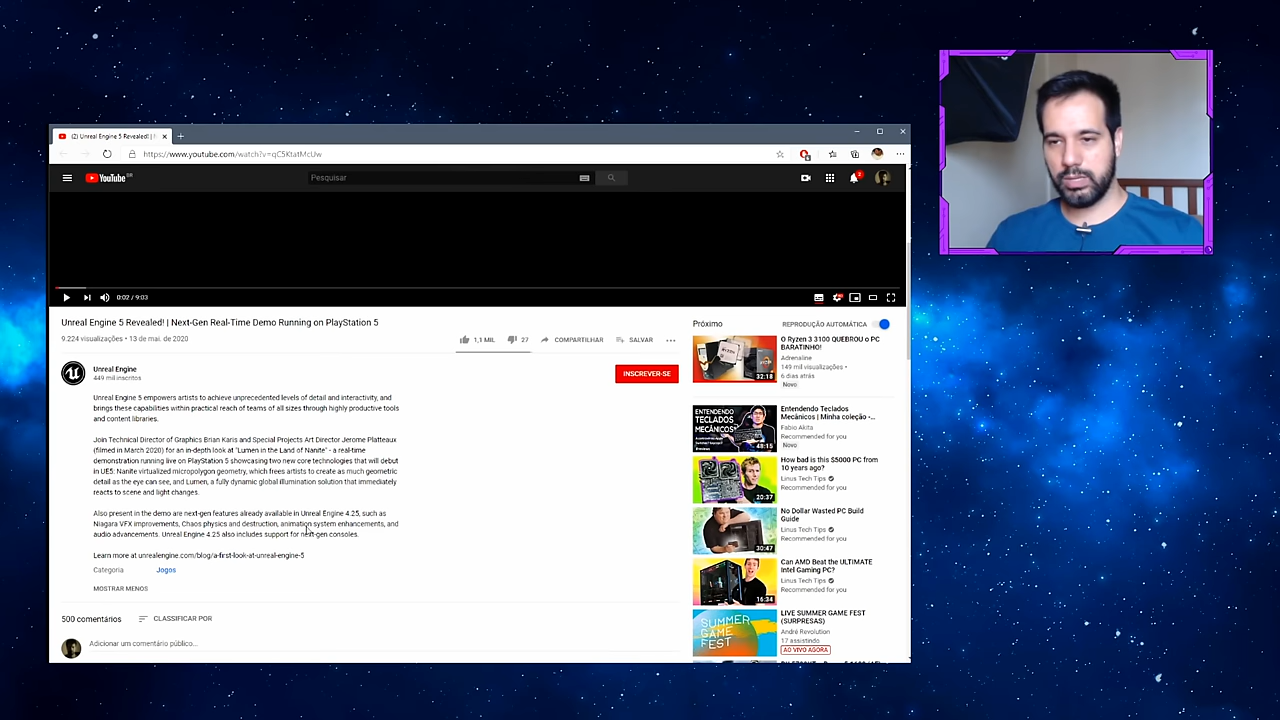 (2) Unreal Engine 5 Revealed! |
https://www.youtube.com/watch?v=qC5KtatMcUw
YouTube BR
Pesquisar
3
0:02 / 9:03
Unreal Engine 5 Revealed! | Next-Gen Real-Time Demo Running on PlayStation 5
9.224 visualizações • 13 de mai. de 2020
1,1 MIL
27
COMPARTILHAR
SALVAR
Unreal Engine
449 mil inscritos
INSCREVER-SE
Unreal Engine 5 empowers artists to achieve unprecedented levels of detail and interactivity, and
brings these capabilities within practical reach of teams of all sizes through highly productive tools
and content libraries.
Join Technical Director of Graphics Brian Karis and Special Projects Art Director Jerome Platteaux
(filmed in March 2020) for an in-depth look at "Lumen in the Land of Nanite" - a real-time
demonstration running live on PlayStation 5 showcasing two new core technologies that will debut
in UE5: Nanite virtualized micropolygon geometry, which frees artists to create as much geometric
detail as the eye can see, and Lumen, a fully dynamic global illumination solution that immediately
reacts to scene and light changes.
Also present in the demo are next-gen features already available in Unreal Engine 4.25, such as
Niagara VFX improvements, Chaos physics and destruction, animation system enhancements, and
audio advancements. Unreal Engine 4.25 also includes support for next-gen consoles.
Learn more at unrealengine.com/blog/a-first-look-at-unreal-engine-5
Categoria
Jogos
MOSTRAR MENOS
500 comentários
CLASSIFICAR POR
Adicionar um comentário público...
Próximo
REPRODUÇÃO AUTOMÁTICA
32:18
O Ryzen 3 3100 QUEBROU o PC
BARATINHO!
Adrenaline
149 mil visualizações •
6 dias atrás
Novo
ENTENDENDO
TECLADOS
MECÂNICOS
48:15
Entendendo Teclados
Mecânicos | Minha coleção -...
Fabio Akita
Recommended for you
Novo
20:37
How bad is this $5000 PC from
10 years ago?
Linus Tech Tips
Recommended for you
30:47
No Dollar Wasted PC Build
Guide
Linus Tech Tips
Recommended for you
16:34
Can AMD Beat the ULTIMATE
Intel Gaming PC?
Linus Tech Tips
Recommended for you
SUMMER
GAME
FEST
LIVE SUMMER GAME FEST
(SURPRESAS)
André Revolution
17 assistindo
AO VIVO AGORA